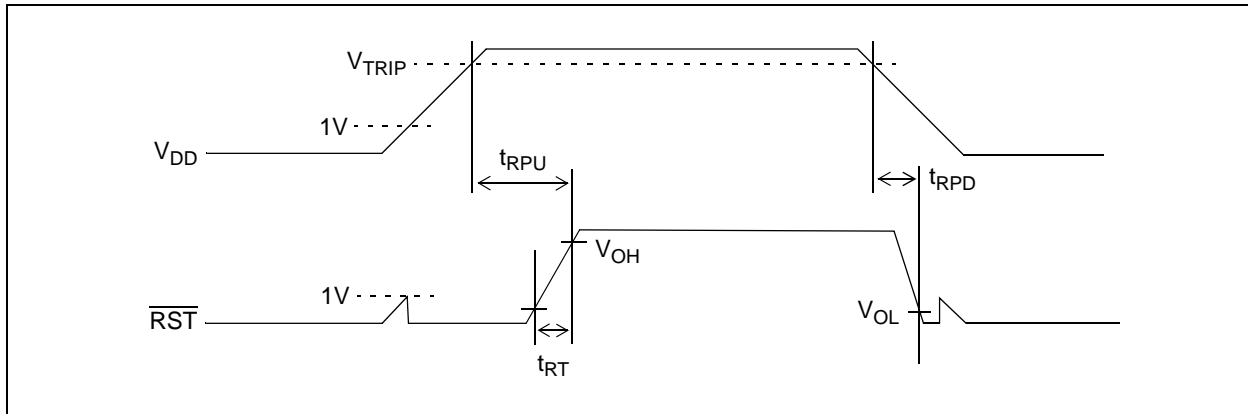 VTRIP
1V
VDD
tRPU
tRPD
VOH
1V
RST
VOL
tRT